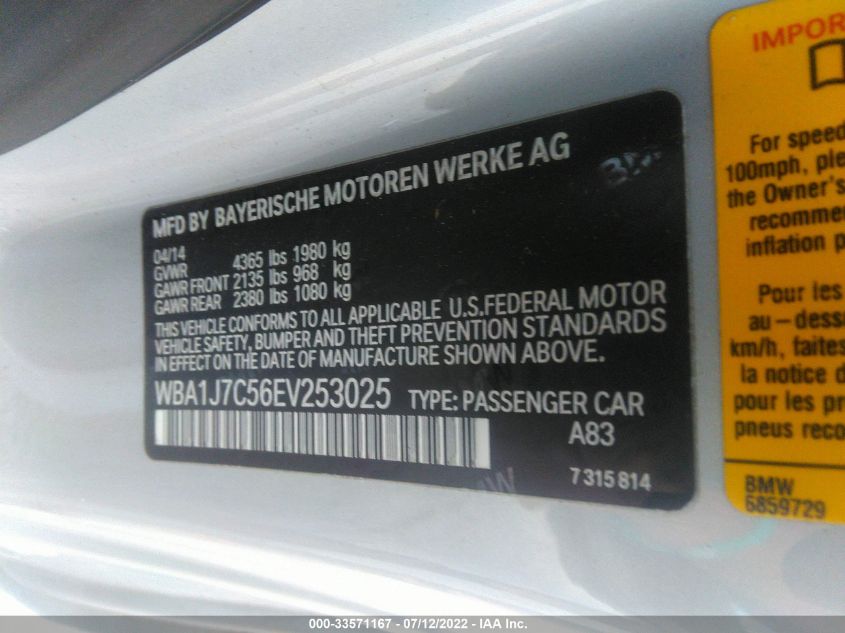 MFD BY BAYERISCHE MOTOREN WERKE AG
04/14
GVWR 4365 lbs 1980 kg
GAWR FRONT 2135 lbs 968 kg
GAWR REAR 2380 lbs 1080 kg
THIS VEHICLE CONFORMS TO ALL APPLICABLE U.S.FEDERAL MOTOR
VEHICLE SAFETY, BUMPER AND THEFT PREVENTION STANDARDS
IN EFFECT ON THE DATE OF MANUFACTURE SHOWN ABOVE.
WBA1J7C56EV253025 TYPE: PASSENGER CAR
A83
7 315 814
IMPOR
For speed
100mph, ple
the Owner's
recomme
inflation p
Pour les
au-dess
km/h, faites
la notice d
pour les pr
pneus reco
BMW
6859729
000-33571167 - 07/12/2022 - IAA Inc.